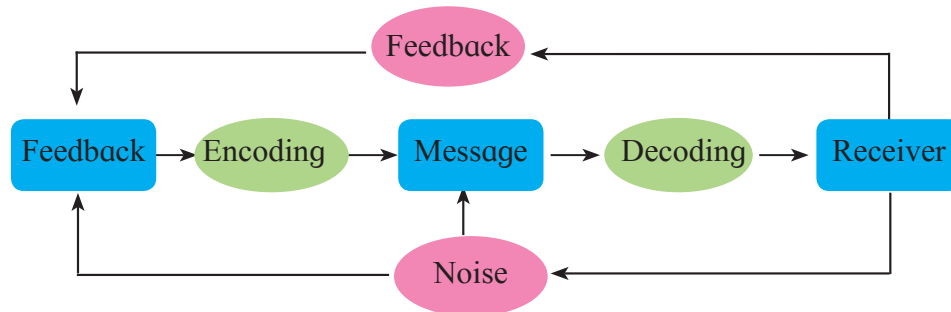 Feedback
Feedback
Encoding
Message
Decoding
Receiver
Noise